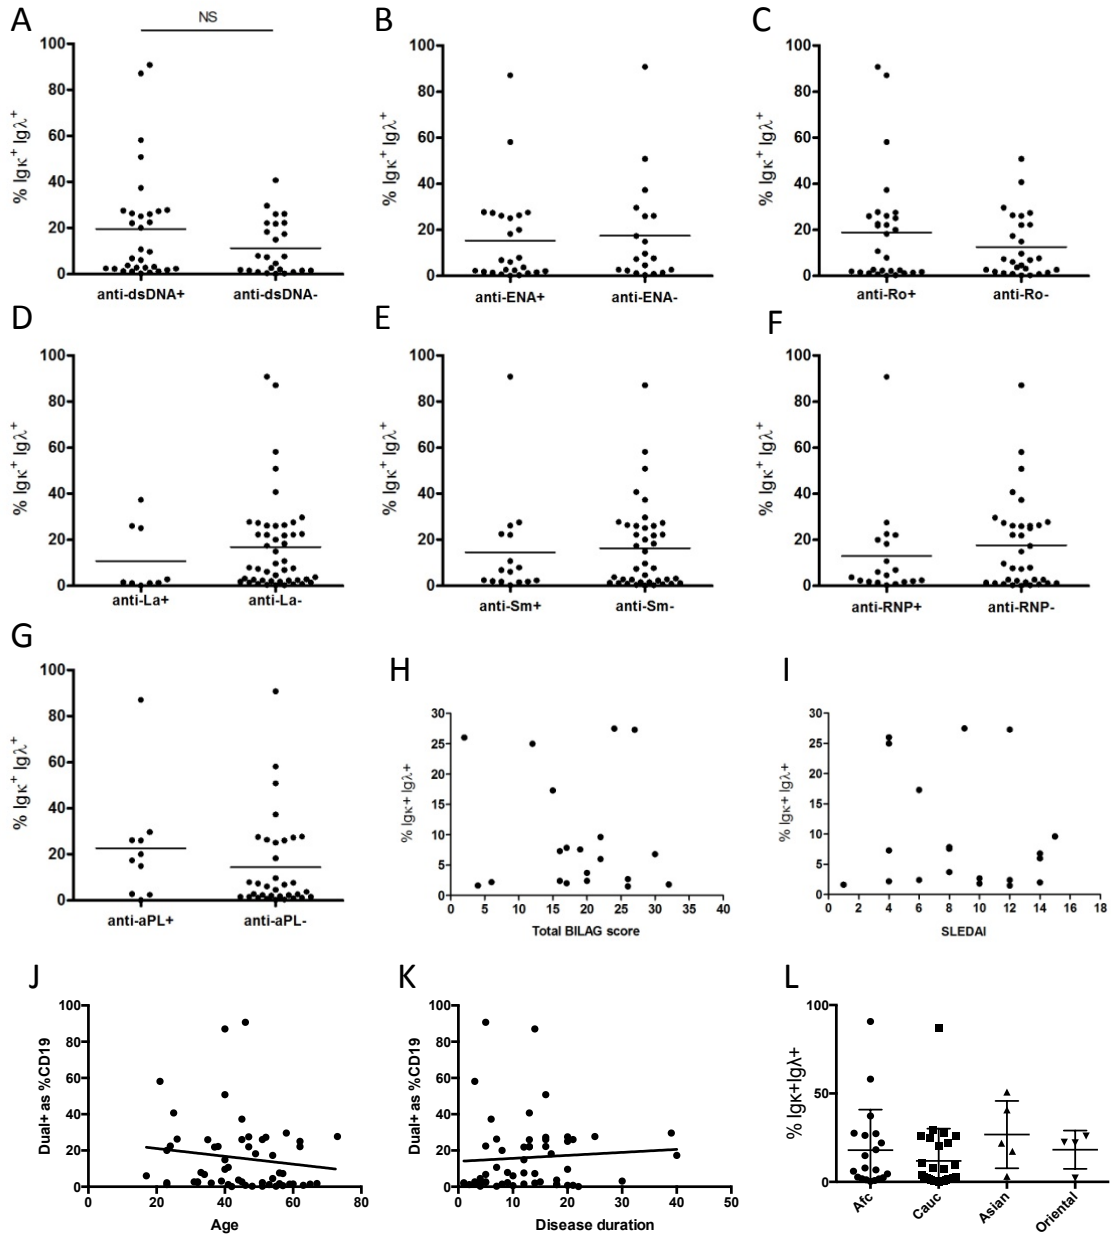 A
NS
% Igκ+ Igλ+
100
80
60
40
20
0
anti-dsDNA+ anti-dsDNA-
B
% Igκ+ Igλ+
100
80
60
40
20
0
anti-ENA+ anti-ENA-
C
% Igκ+ Igλ+
100
80
60
40
20
0
anti-Ro+ anti-Ro-
D
% Igκ+ Igλ+
100
80
60
40
20
0
anti-La+ anti-La-
E
% Igκ+ Igλ+
100
80
60
40
20
0
anti-Sm+ anti-Sm-
F
% Igκ+ Igλ+
100
80
60
40
20
0
anti-RNP+ anti-RNP-
G
% Igκ+ Igλ+
100
80
60
40
20
0
anti-aPL+ anti-aPL-
H
% Igκ+ Igλ+
30
25
20
15
10
5
0
0 5 10 15 20 25 30 35 40
Total BILAG score
I
% Igκ+ Igλ+
30
25
20
15
10
5
0
0 2 4 6 8 10 12 14 16 18
SLEDAI
J
Dual+ as %CD19
100
80
60
40
20
0
0 20 40 60 80
Age
K
Dual+ as %CD19
100
80
60
40
20
0
0 10 20 30 40 50
Disease duration
L
% Igκ+Igλ+
100
50
0
Afc Cauc Asian Oriental